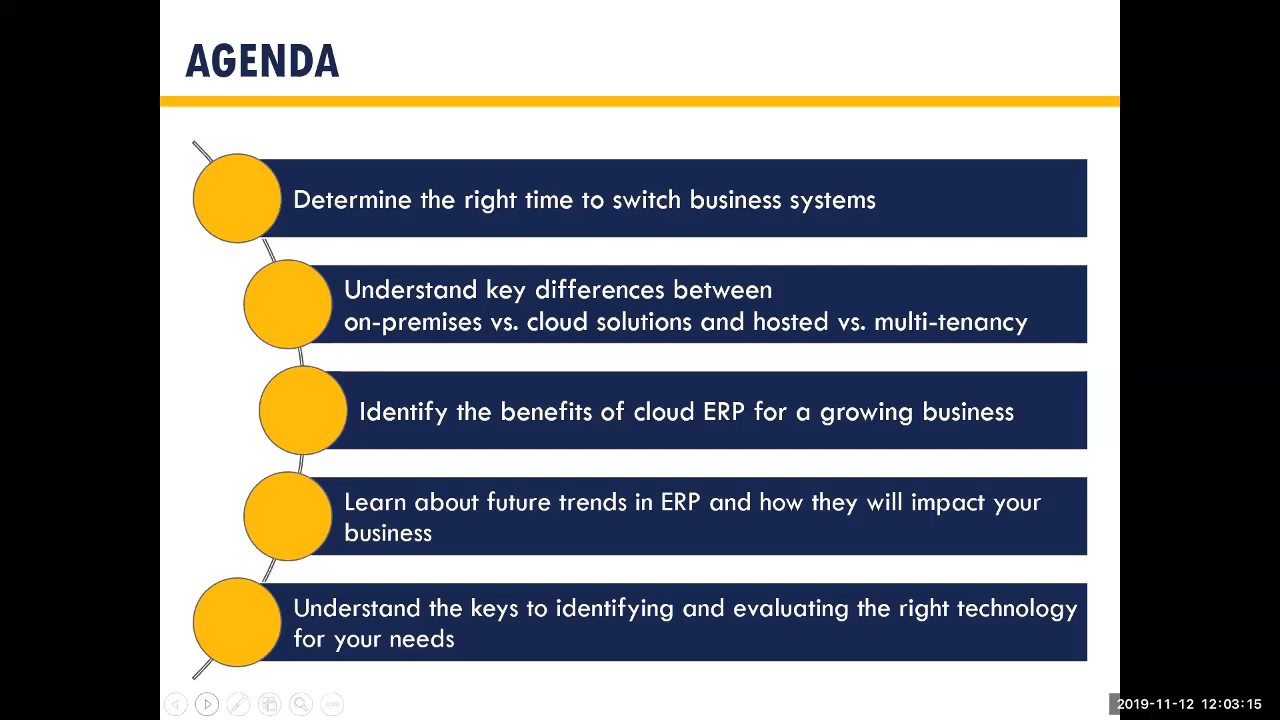 AGENDA
Determine the right time to switch business systems
Understand key differences between
on-premises vs. cloud solutions and hosted vs. multi-tenancy
Identify the benefits of cloud ERP for a growing business
Learn about future trends in ERP and how they will impact your
business
Understand the keys to identifying and evaluating the right technology
for your needs
2019-11-12 12:03:15